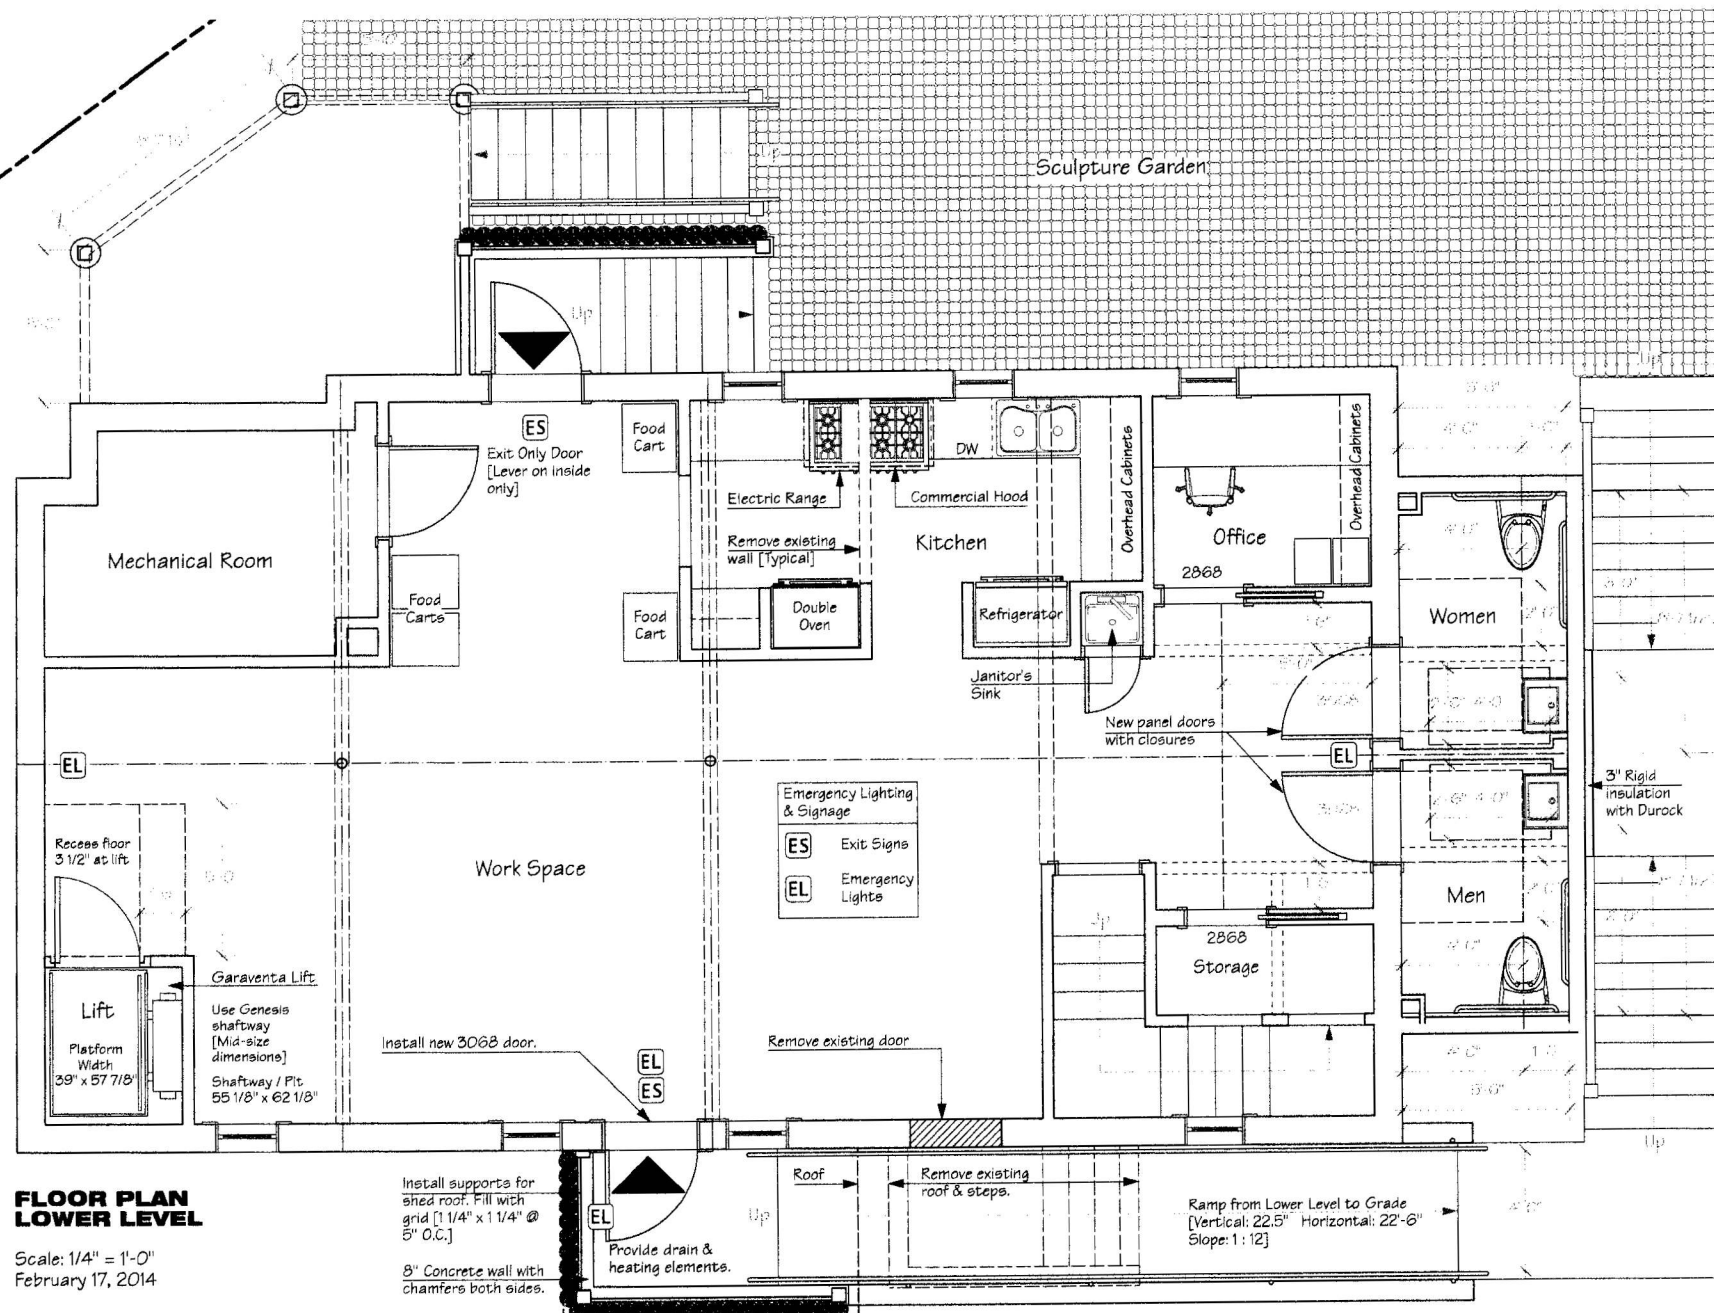 Up
Sculpture Garden
Up
Up
ES
Exit Only Door
[Lever on inside
only]
Food
Cart
DW
Electric Range
Commercial Hood
Overhead Cabinets
Overhead Cabinets
Remove existing
wall [Typical]
Kitchen
Office
2868
Mechanical Room
Food
Carts
Food
Cart
Double
Oven
Refrigerator
Women
Janitor's
Sink
3068
New panel doors
with closures
EL
EL
3" Rigid
insulation
with Durock
Emergency Lighting
& Signage
ES Exit Signs
EL Emergency
Lights
Recess floor
3 1/2" at lift
Work Space
3068
Men
Up
2868
Storage
Garaventa Lift
Lift
Platform
Width
39" x 57 7/8"
Use Genesis
shaftway
[Mid-size
dimensions]
Shaftway / Pit
55 1/8" x 62 1/8"
Install new 3068 door.
EL
ES
Remove existing door
4'-0"
Up
FLOOR PLAN
LOWER LEVEL
Scale: 1/4" = 1'-0"
February 17, 2014
Install supports for
shed roof. Fill with
grid [1 1/4" x 1 1/4" @
5" O.C.]
8" Concrete wall with
chamfers both sides.
EL
Provide drain &
heating elements.
Up
Roof
Remove existing
roof & steps.
Ramp from Lower Level to Grade
[Vertical: 22.5" Horizontal: 22'-6"
Slope: 1 : 12]